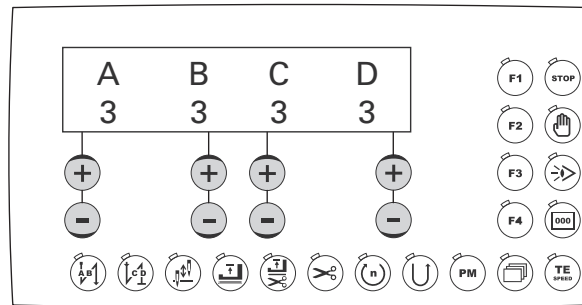 A B C D
3 3 3 3
F1 STOP
F2
F3
F4 000
+ + + +
- - - -
A B C D n PM TE
SPEED